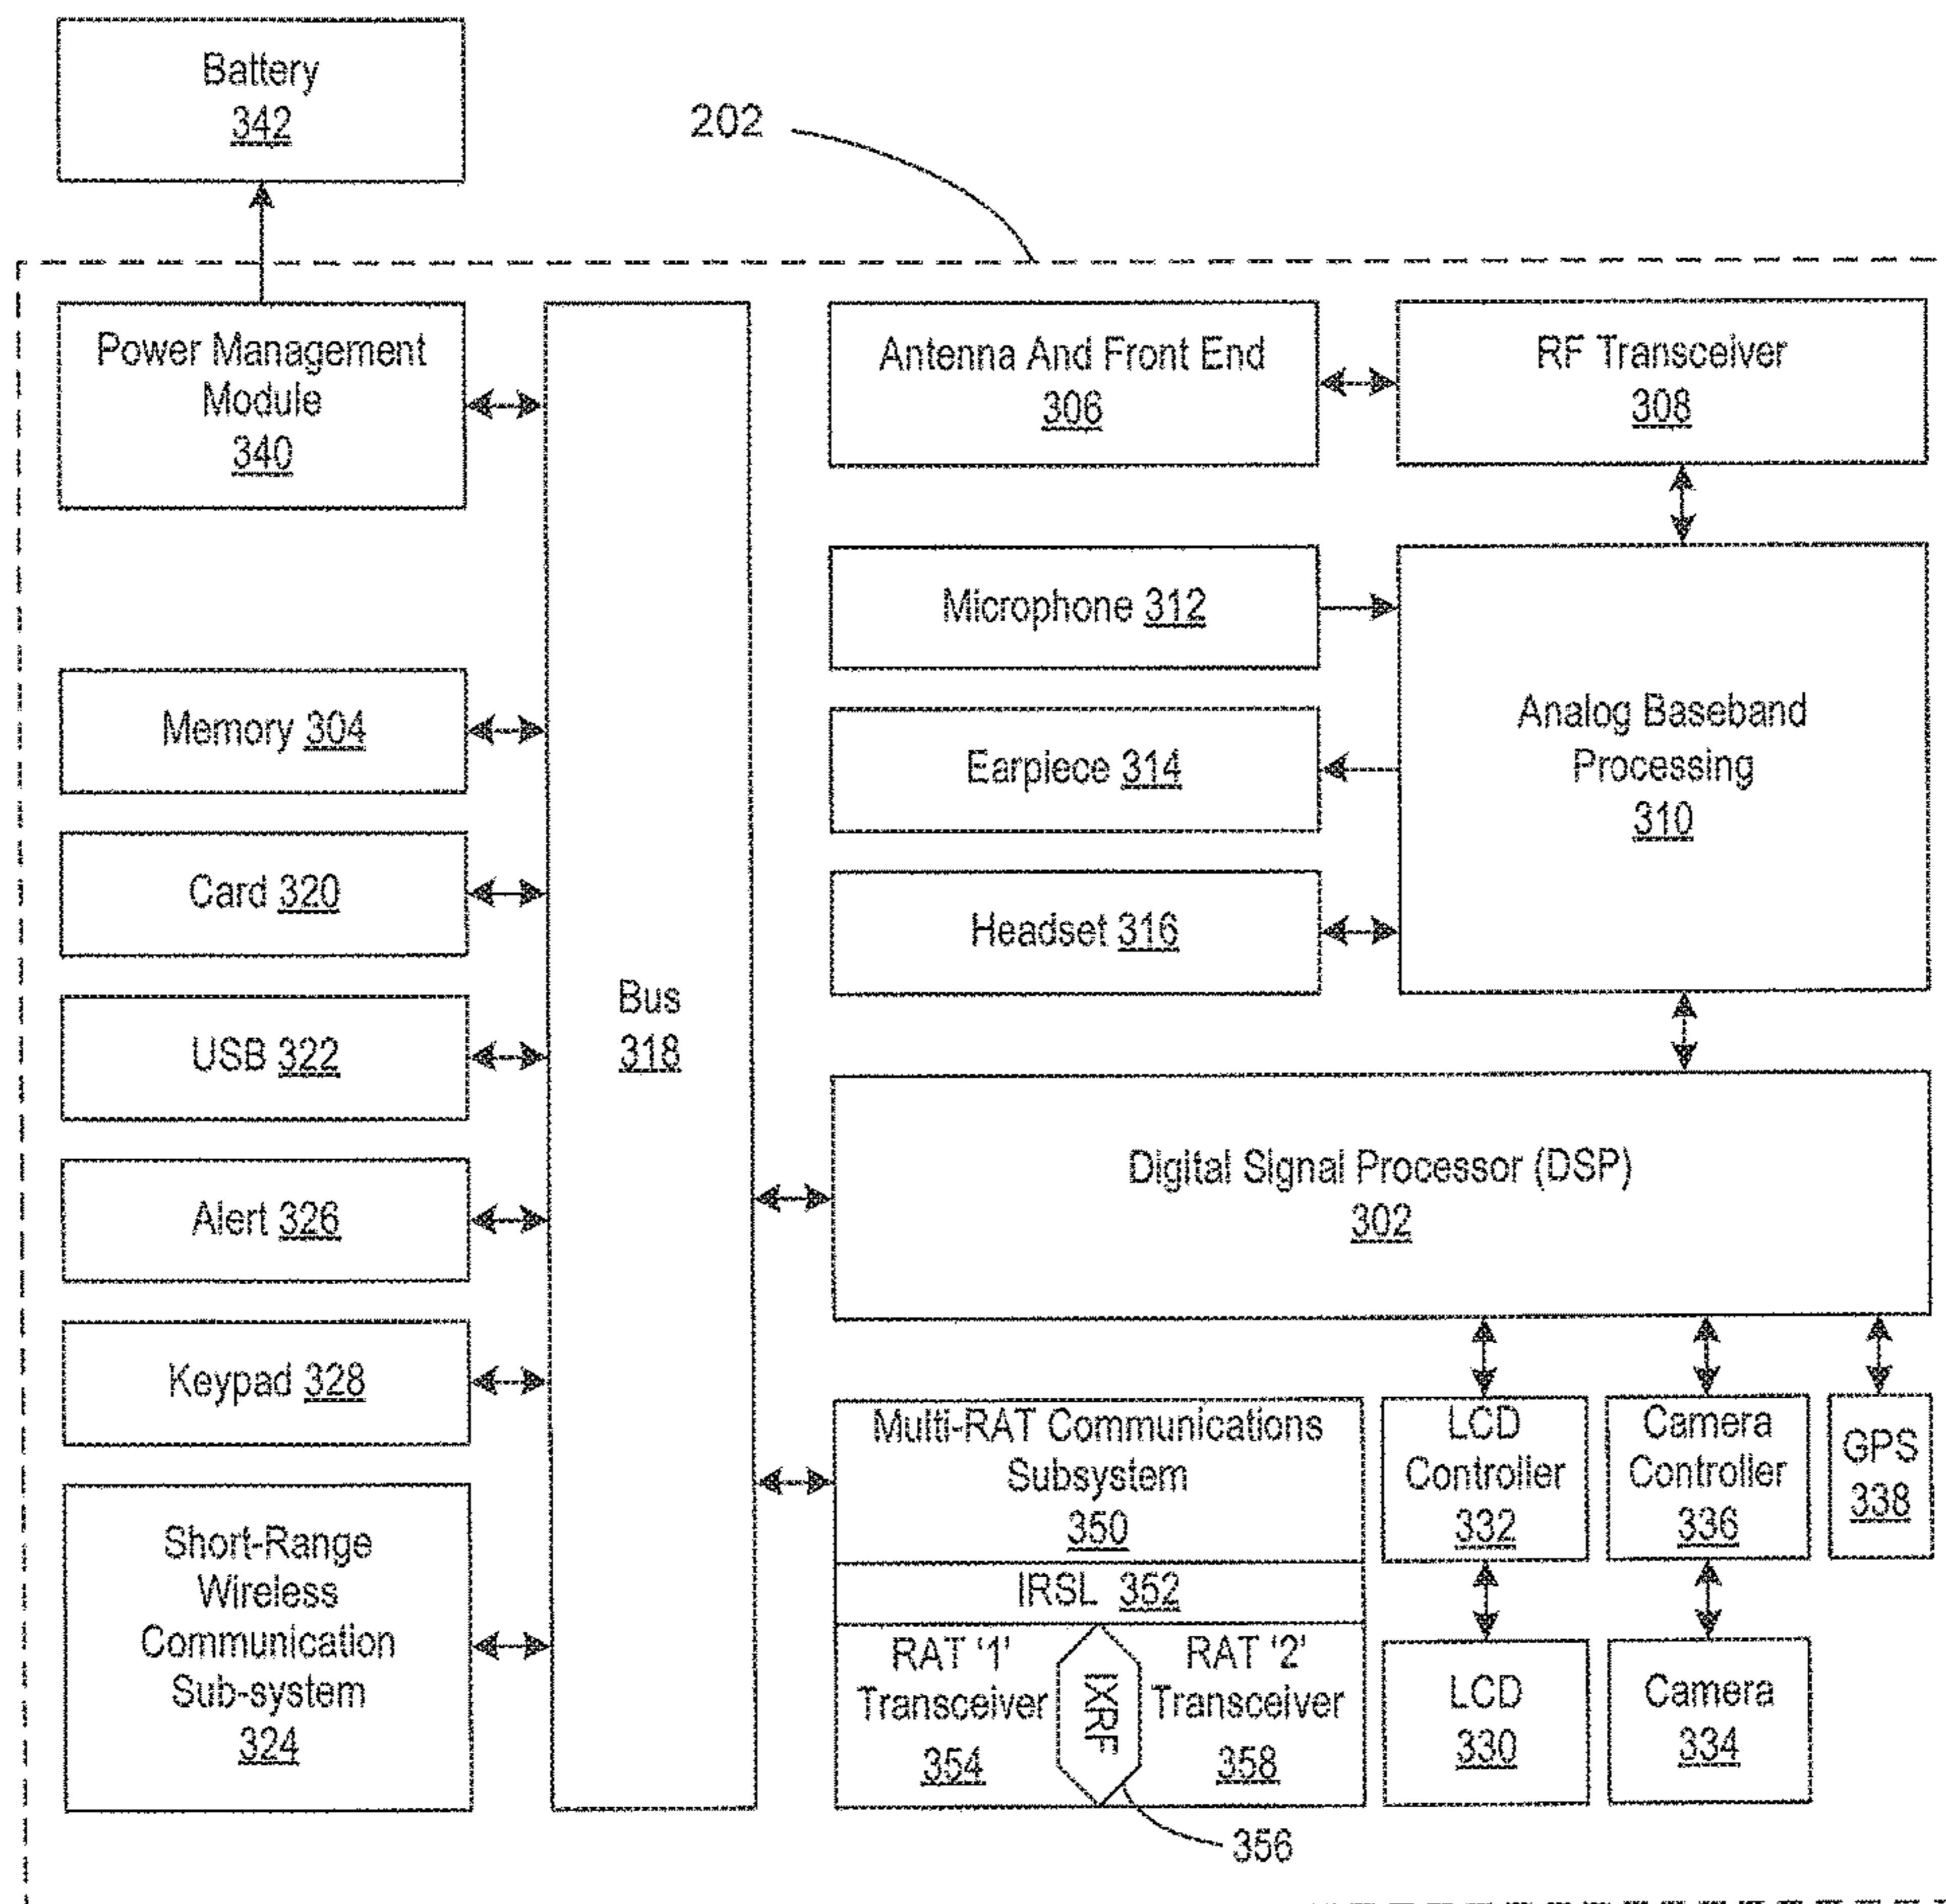 Battery
342
202
Power Management
Module
340
Antenna And Front End
306
RF Transceiver
308
Microphone 312
Earpiece 314
Headset 316
Analog Baseband
Processing
310
Memory 304
Card 320
USB 322
Alert 326
Keypad 328
Short-Range
Wireless
Communication
Sub-system
324
Bus
318
Digital Signal Processor (DSP)
302
Multi-RAT Communications
Subsystem
350
IRSL 352
RAT '1'
Transceiver
354
IXRF
RAT '2'
Transceiver
358
356
LCD
Controller
332
Camera
Controller
336
GPS
338
LCD
330
Camera
334